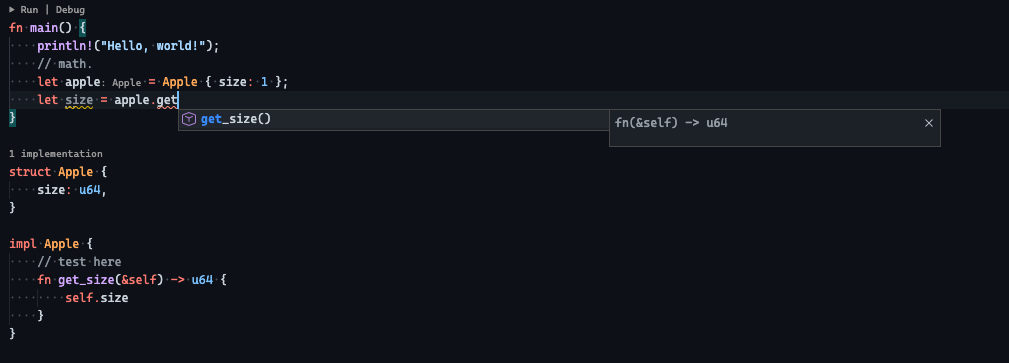 ▶ Run | Debug
fn main() {
    println!("Hello, world!");
    // math.
    let apple: Apple = Apple { size: 1 };
    let size = apple.get
get_size()
fn(&self) -> u64
}
1 implementation
struct Apple {
    size: u64,
}
impl Apple {
    // test here
    fn get_size(&self) -> u64 {
        self.size
    }
}